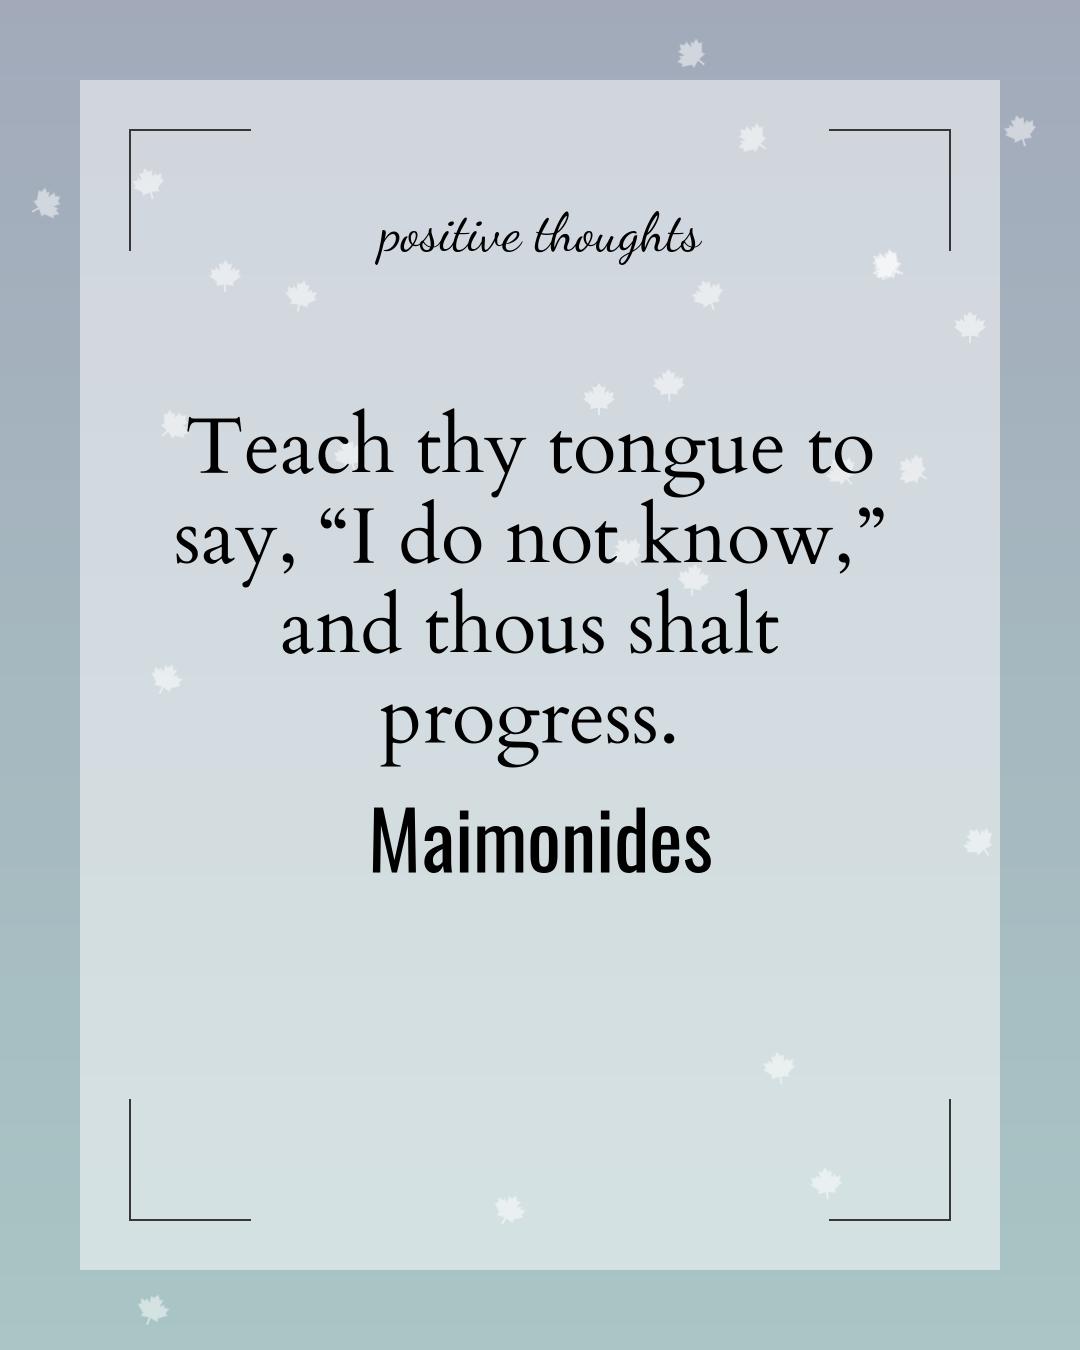 positive thoughts
Teach thy tongue to
say, “I do not know,”
and thous shalt
progress.
Maimonides